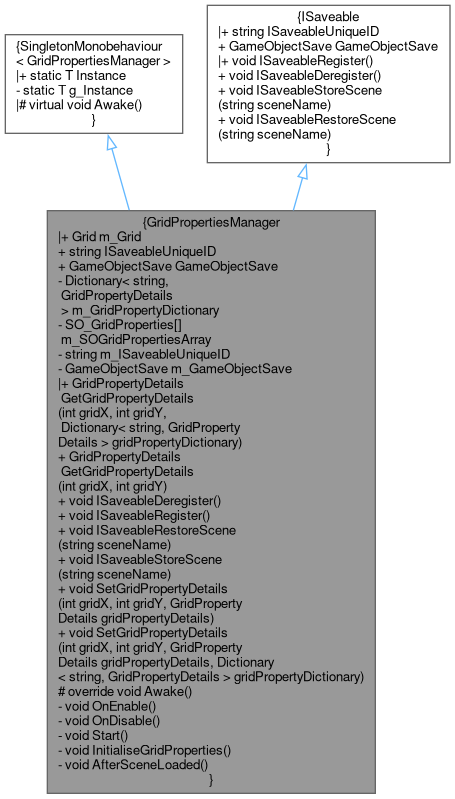 {SingletonMonobehaviour
< GridPropertiesManager >
|+ static T Instance
- static T g_Instance
|# virtual void Awake()
}
{ISaveable
|+ string ISaveableUniqueID
+ GameObjectSave GameObjectSave
|+ void ISaveableRegister()
+ void ISaveableDeregister()
+ void ISaveableStoreScene
(string sceneName)
+ void ISaveableRestoreScene
(string sceneName)
}
{GridPropertiesManager
|+ Grid m_Grid
+ string ISaveableUniqueID
+ GameObjectSave GameObjectSave
- Dictionary< string,
GridPropertyDetails
> m_GridPropertyDictionary
- SO_GridProperties[]
m_SOGridPropertiesArray
- string m_ISaveableUniqueID
- GameObjectSave m_GameObjectSave
|+ GridPropertyDetails
GetGridPropertyDetails
(int gridX, int gridY,
Dictionary< string, GridProperty
Details > gridPropertyDictionary)
+ GridPropertyDetails
GetGridPropertyDetails
(int gridX, int gridY)
+ void ISaveableDeregister()
+ void ISaveableRegister()
+ void ISaveableRestoreScene
(string sceneName)
+ void ISaveableStoreScene
(string sceneName)
+ void SetGridPropertyDetails
(int gridX, int gridY, GridProperty
Details gridPropertyDetails)
+ void SetGridPropertyDetails
(int gridX, int gridY, GridProperty
Details gridPropertyDetails, Dictionary
< string, GridPropertyDetails > gridPropertyDictionary)
# override void Awake()
- void OnEnable()
- void OnDisable()
- void Start()
- void InitialiseGridProperties()
- void AfterSceneLoaded()
}